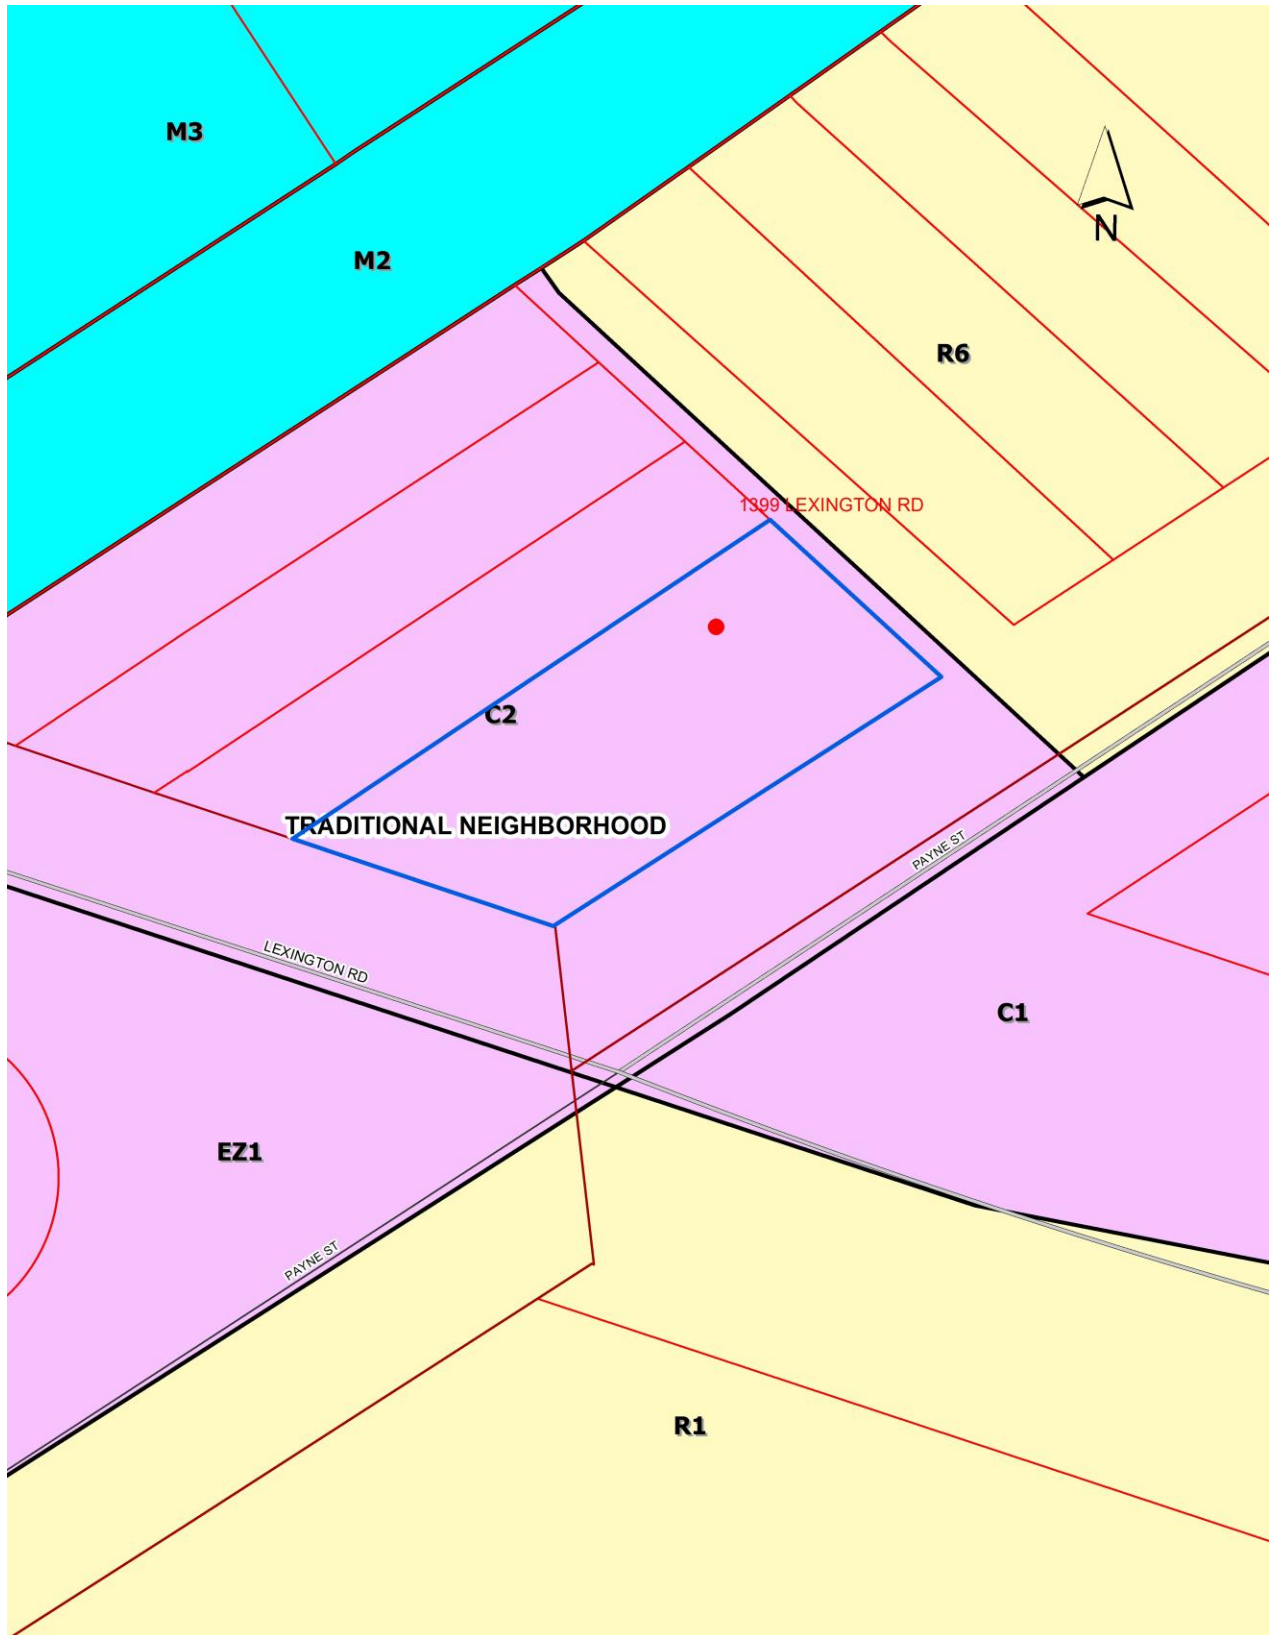 M3
M2
N
R6
1399 LEXINGTON RD
C2
TRADITIONAL NEIGHBORHOOD
PAYNE ST
LEXINGTON RD
C1
EZ1
PAYNE ST
R1